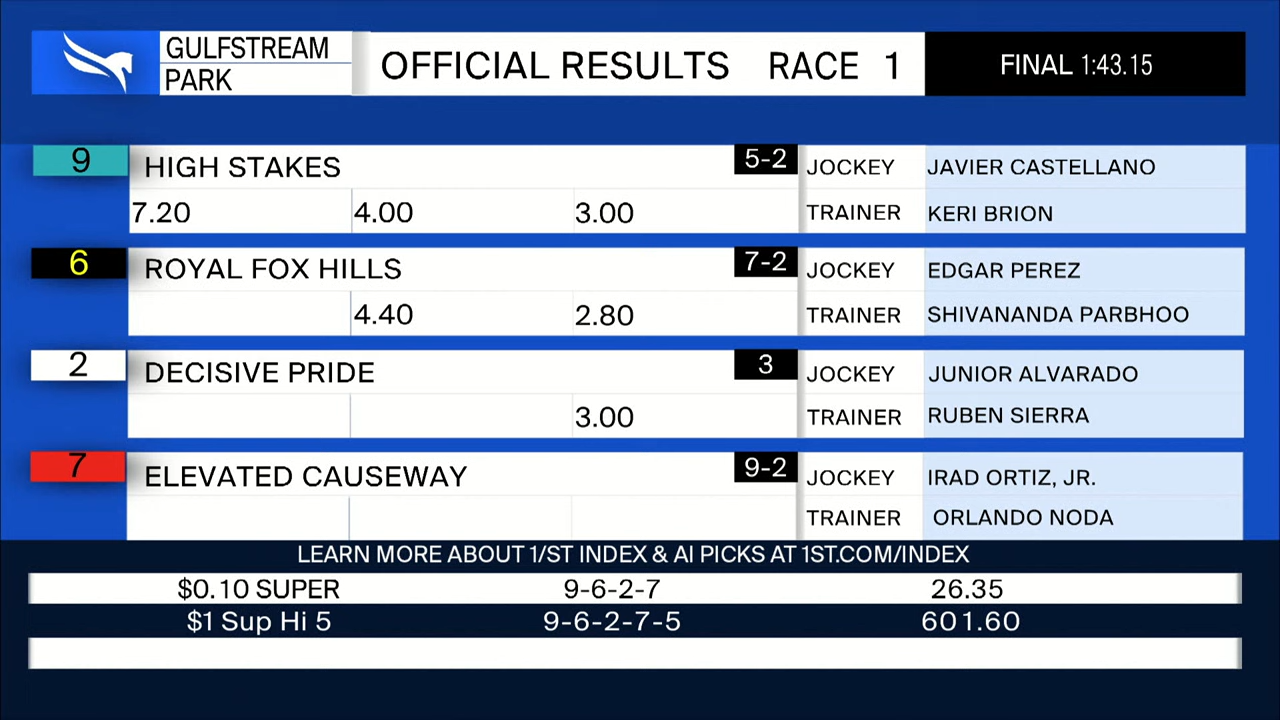 GULFSTREAM
PARK
OFFICIAL RESULTS RACE 1
FINAL 1:43.15
9 HIGH STAKES 5-2 JOCKEY JAVIER CASTELLANO
7.20 4.00 3.00 TRAINER KERI BRION
6 ROYAL FOX HILLS 7-2 JOCKEY EDGAR PEREZ
4.40 2.80 TRAINER SHIVANANDA PARBHOO
2 DECISIVE PRIDE 3 JOCKEY JUNIOR ALVARADO
3.00 TRAINER RUBEN SIERRA
7 ELEVATED CAUSEWAY 9-2 JOCKEY IRAD ORTIZ, JR.
TRAINER ORLANDO NODA
LEARN MORE ABOUT 1/ST INDEX & AI PICKS AT 1ST.COM/INDEX
$0.10 SUPER 9-6-2-7 26.35
$1 Sup Hi 5 9-6-2-7-5 601.60